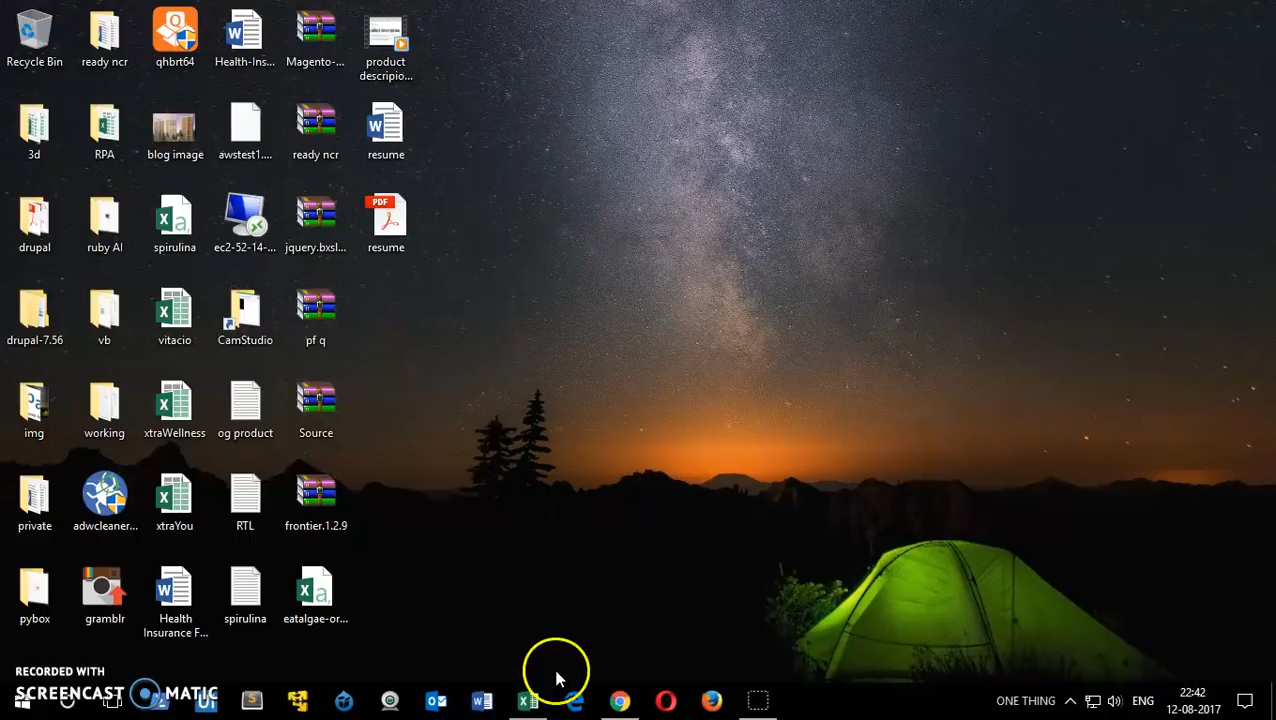 Recycle Bin
ready ncr
qhbrt64
Health-Ins...
Magento-...
product
descripio...
3d
RPA
blog image
awstest1....
ready ncr
resume
drupal
ruby AI
spirulina
ec2-52-14-...
jquery.bxsl...
PDF
resume
drupal-7.56
vb
vitacio
CamStudio
pf q
img
working
xtraWellness
og product
Source
private
adwcleaner...
xtraYou
RTL
frontier.1.2.9
pybox
gramblr
Health
Insurance F...
spirulina
eatalgae-or...
RECORDED WITH
SCREENCAST MATIC
ONE THING
ENG
22:42
12-08-2017